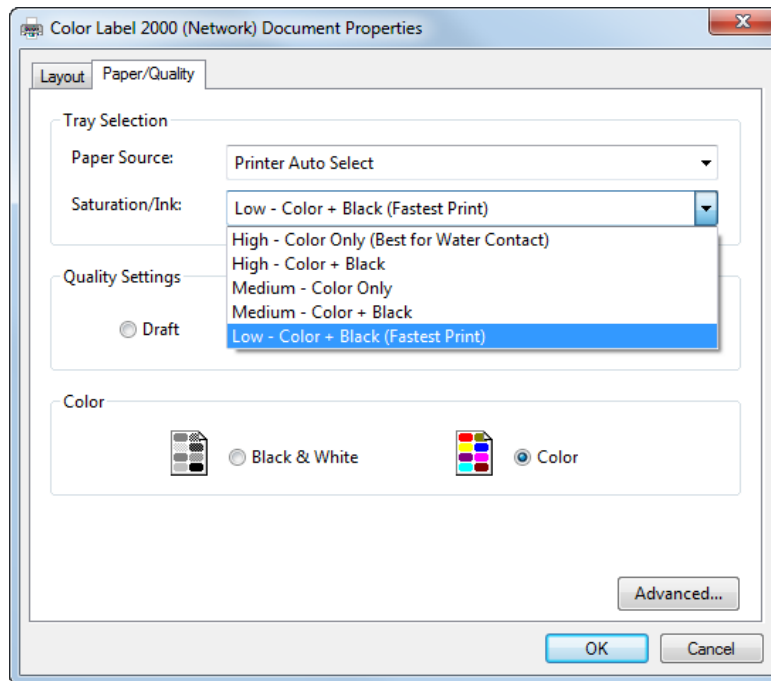 Color Label 2000 (Network) Document Properties
Layout
Paper/Quality
Tray Selection
Paper Source:
Printer Auto Select
Saturation/Ink:
Low - Color + Black (Fastest Print)
High - Color Only (Best for Water Contact)
High - Color + Black
Medium - Color Only
Medium - Color + Black
Low - Color + Black (Fastest Print)
Quality Settings
Draft
Color
Black & White
Color
Advanced...
OK
Cancel